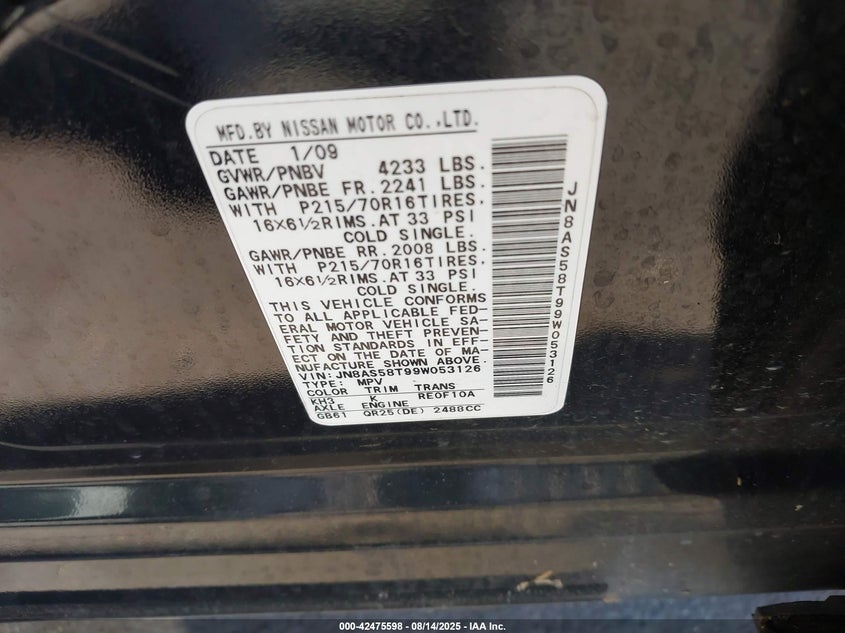 MFD.BY NISSAN MOTOR CO.,LTD.
DATE 1/09
GVWR/PNBV 4233 LBS.
GAWR/PNBE FR. 2241 LBS.
WITH P215/70R16TIRES.
16X6½RIMS.AT 33 PSI
COLD SINGLE.
GAWR/PNBE RR. 2008 LBS.
WITH P215/70R16TIRES.
16X6½RIMS.AT 33 PSI
COLD SINGLE.
THIS VEHICLE CONFORMS
TO ALL APPLICABLE FED-
ERAL MOTOR VEHICLE SA-
FETY AND THEFT PREVEN-
TION STANDARDS IN EFF-
ECT ON THE DATE OF MA-
NUFACTURE SHOWN ABOVE.
VIN: JN8AS58T99W053126
TYPE: MPV
COLOR TRIM TRANS
KH3 K RE0F10A
AXLE ENGINE
GB61 QR25(DE) 2488CC
JN8AS58T99W053126
000-42475598 - 08/14/2025 - IAA Inc.